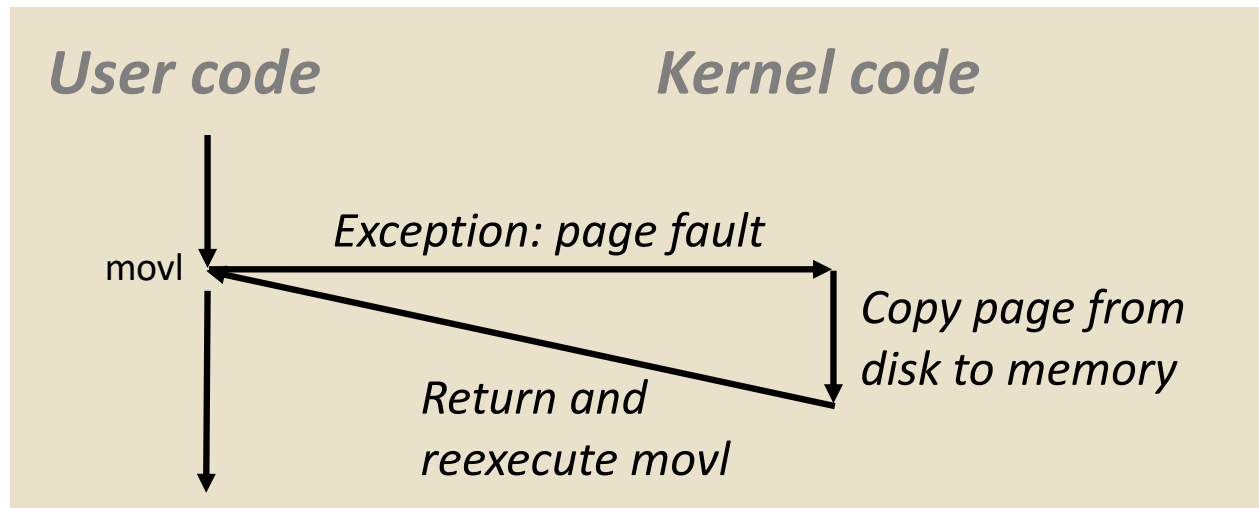 User code
Kernel code
Exception: page fault
movl
Copy page from
disk to memory
Return and
reexecute movl